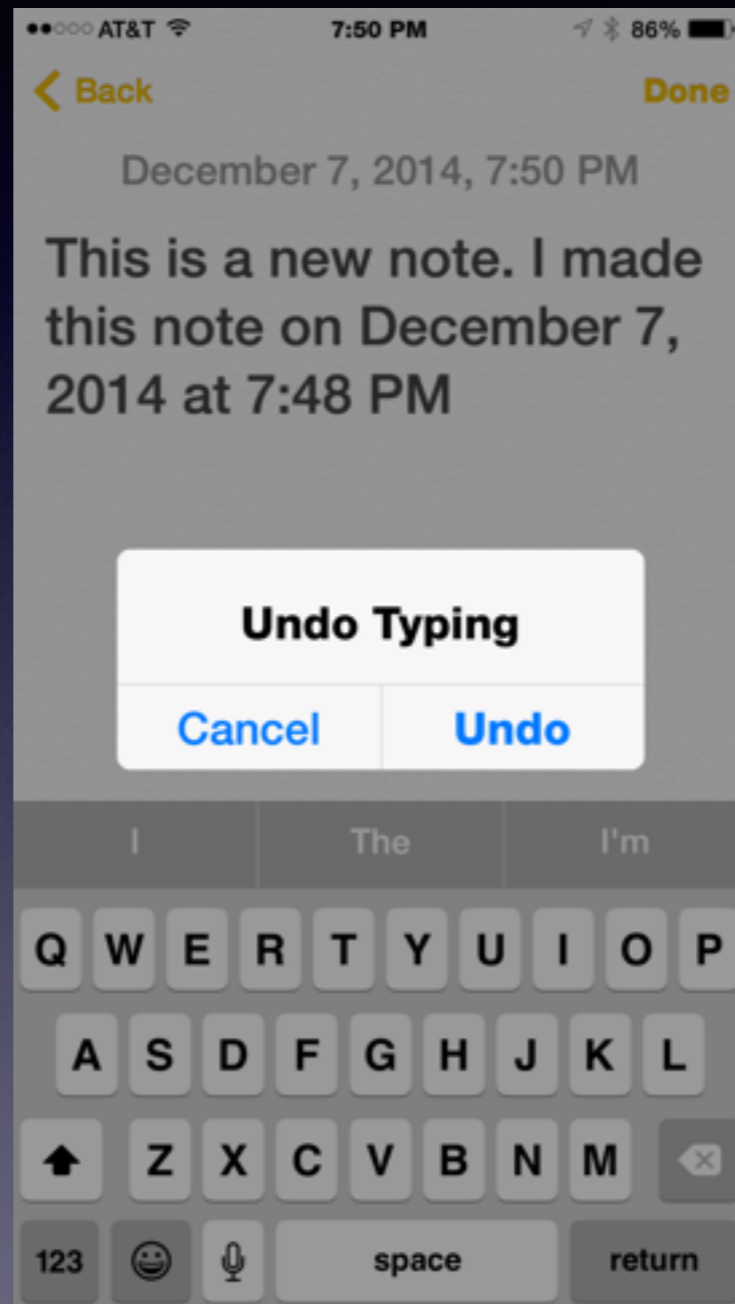 AT&T 7:50 PM 86%
Back Done
December 7, 2014, 7:50 PM
This is a new note. I made
this note on December 7,
2014 at 7:48 PM
Undo Typing
Cancel Undo
I The I'm
Q W E R T Y U I O P
A S D F G H J K L
Z X C V B N M
123 space return